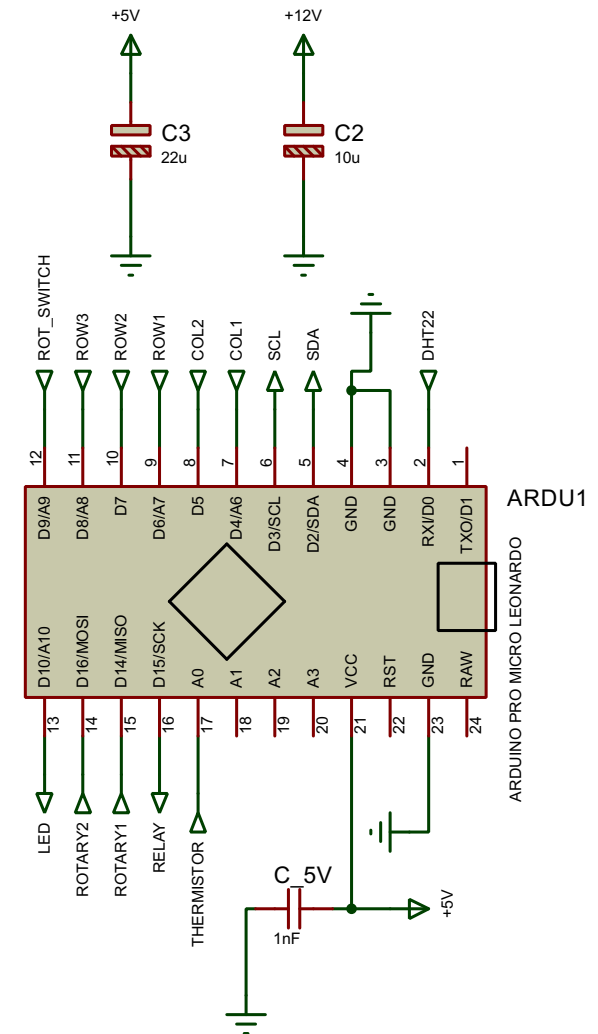 +5V
+12V
C3
22u
C2
10u
ROT_SWITCH
ROW3
ROW2
ROW1
COL2
COL1
SCL
SDA
DHT22
12
11
10
9
8
7
6
5
4
3
2
1
D9/A9
D8/A8
D7
D6/A7
D5
D4/A6
D3/SCL
D2/SDA
GND
GND
RXI/D0
TXO/D1
ARDU1
ARDUINO PRO MICRO LEONARDO
D10/A10
D16/MOSI
D14/MISO
D15/SCK
A0
A1
A2
A3
VCC
RST
GND
RAW
13
14
15
16
17
18
19
20
21
22
23
24
LED
ROTARY2
ROTARY1
RELAY
THERMISTOR
C_5V
1nF
+5V